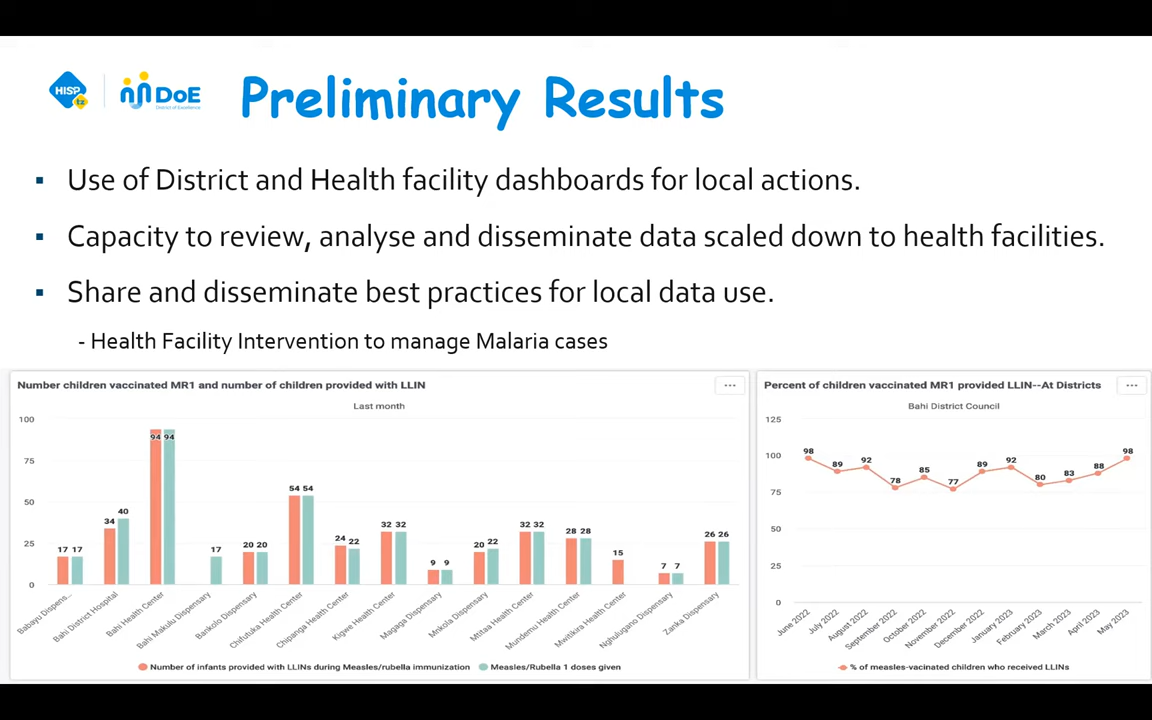 HISP
tz
DoE
District of Excellence
Preliminary Results
▪ Use of District and Health facility dashboards for local actions.
▪ Capacity to review, analyse and disseminate data scaled down to health facilities.
▪ Share and disseminate best practices for local data use.
- Health Facility Intervention to manage Malaria cases
Number children vaccinated MR1 and number of children provided with LLIN
Last month
100
75
50
25
0
17 17
34 40
94 94
17
20 20
54 54
24 22
32 32
9 9
20 22
32 32
28 28
15
7 7
26 26
Babayu Dispens...
Bahi District Hospital
Bahi Health Center
Bahi Makulu Dispensary
Bankolo Dispensary
Chifutuka Health Center
Chipanga Health Center
Kigwe Health Center
Magaga Dispensary
Mnkola Dispensary
Mtitaa Health Center
Mundemu Health Center
Mwitikira Health Center
Nghulugano Dispensary
Zanka Dispensary
Number of infants provided with LLINs during Measles/rubella immunization
Measles/Rubella 1 doses given
Percent of children vaccinated MR1 provided LLIN--At Districts
Bahi District Council
125
100
75
50
25
0
98
89
92
78
85
77
89
92
80
83
88
98
June 2022
July 2022
August 2022
September 2022
October 2022
November 2022
December 2022
January 2023
February 2023
March 2023
April 2023
May 2023
% of measles-vacinated children who received LLINs